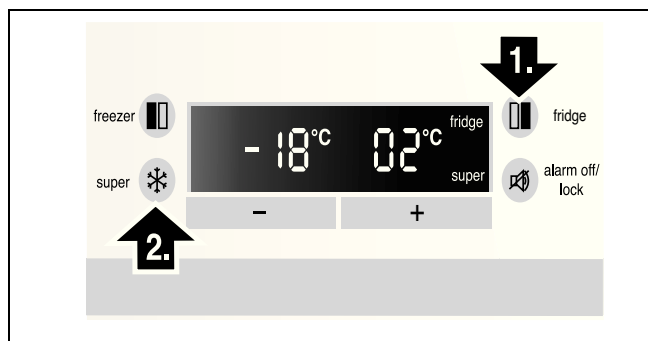 1.
freezer
-18°C
02°C
fridge
fridge
super
super
alarm off/
lock
−
+
2.